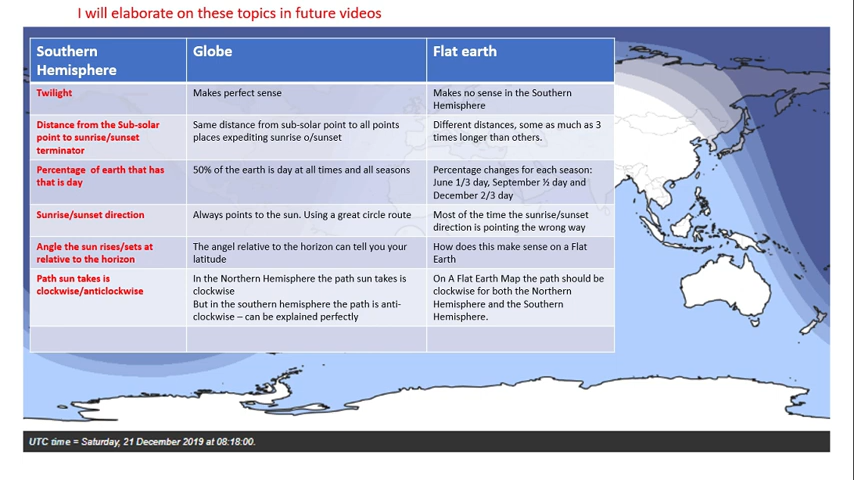 I will elaborate on these topics in future videos
Southern
Hemisphere
Globe
Flat earth
Twilight
Makes perfect sense
Makes no sense in the Southern
Hemisphere
Distance from the Sub-solar
point to sunrise/sunset
terminator
Same distance from sub-solar point to all points
places expediting sunrise o/sunset
Different distances, some as much as 3
times longer than others.
Percentage of earth that has
that is day
50% of the earth is day at all times and all seasons
Percentage changes for each season:
June 1/3 day, September ½ day and
December 2/3 day
Sunrise/sunset direction
Always points to the sun. Using a great circle route
Most of the time the sunrise/sunset
direction is pointing the wrong way
Angle the sun rises/sets at
relative to the horizon
The angel relative to the horizon can tell you your
latitude
How does this make sense on a Flat
Earth
Path sun takes is
clockwise/anticlockwise
In the Northern Hemisphere the path sun takes is
clockwise
But in the southern hemisphere the path is anti-
clockwise – can be explained perfectly
On A Flat Earth Map the path should be
clockwise for both the Northern
Hemisphere and the Southern
Hemisphere.
UTC time = Saturday, 21 December 2019 at 08:18:00.